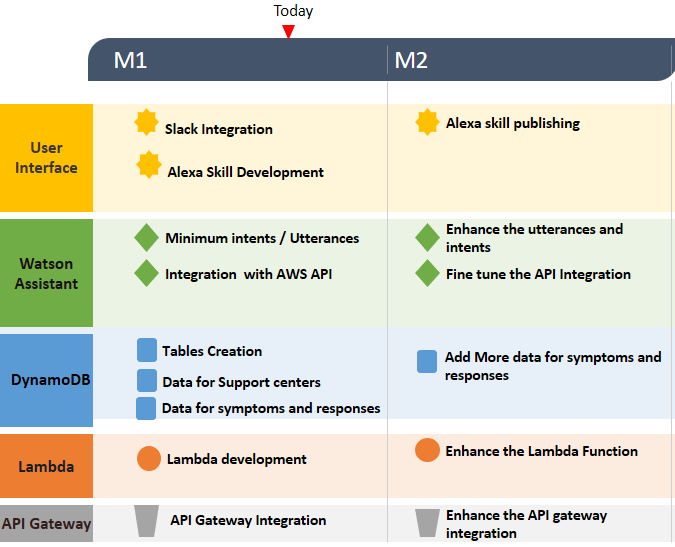 Today
M1
M2
User
Interface
Slack Integration
Alexa Skill Development
Alexa skill publishing
Watson
Assistant
Minimum intents / Utterances
Integration  with AWS API
Enhance the utterances and
intents
Fine tune the API Integration
DynamoDB
Tables Creation
Data for Support centers
Data for symptoms and responses
Add More data for symptoms and
responses
Lambda
Lambda development
Enhance the Lambda Function
API Gateway
API Gateway Integration
Enhance the API gateway
integration